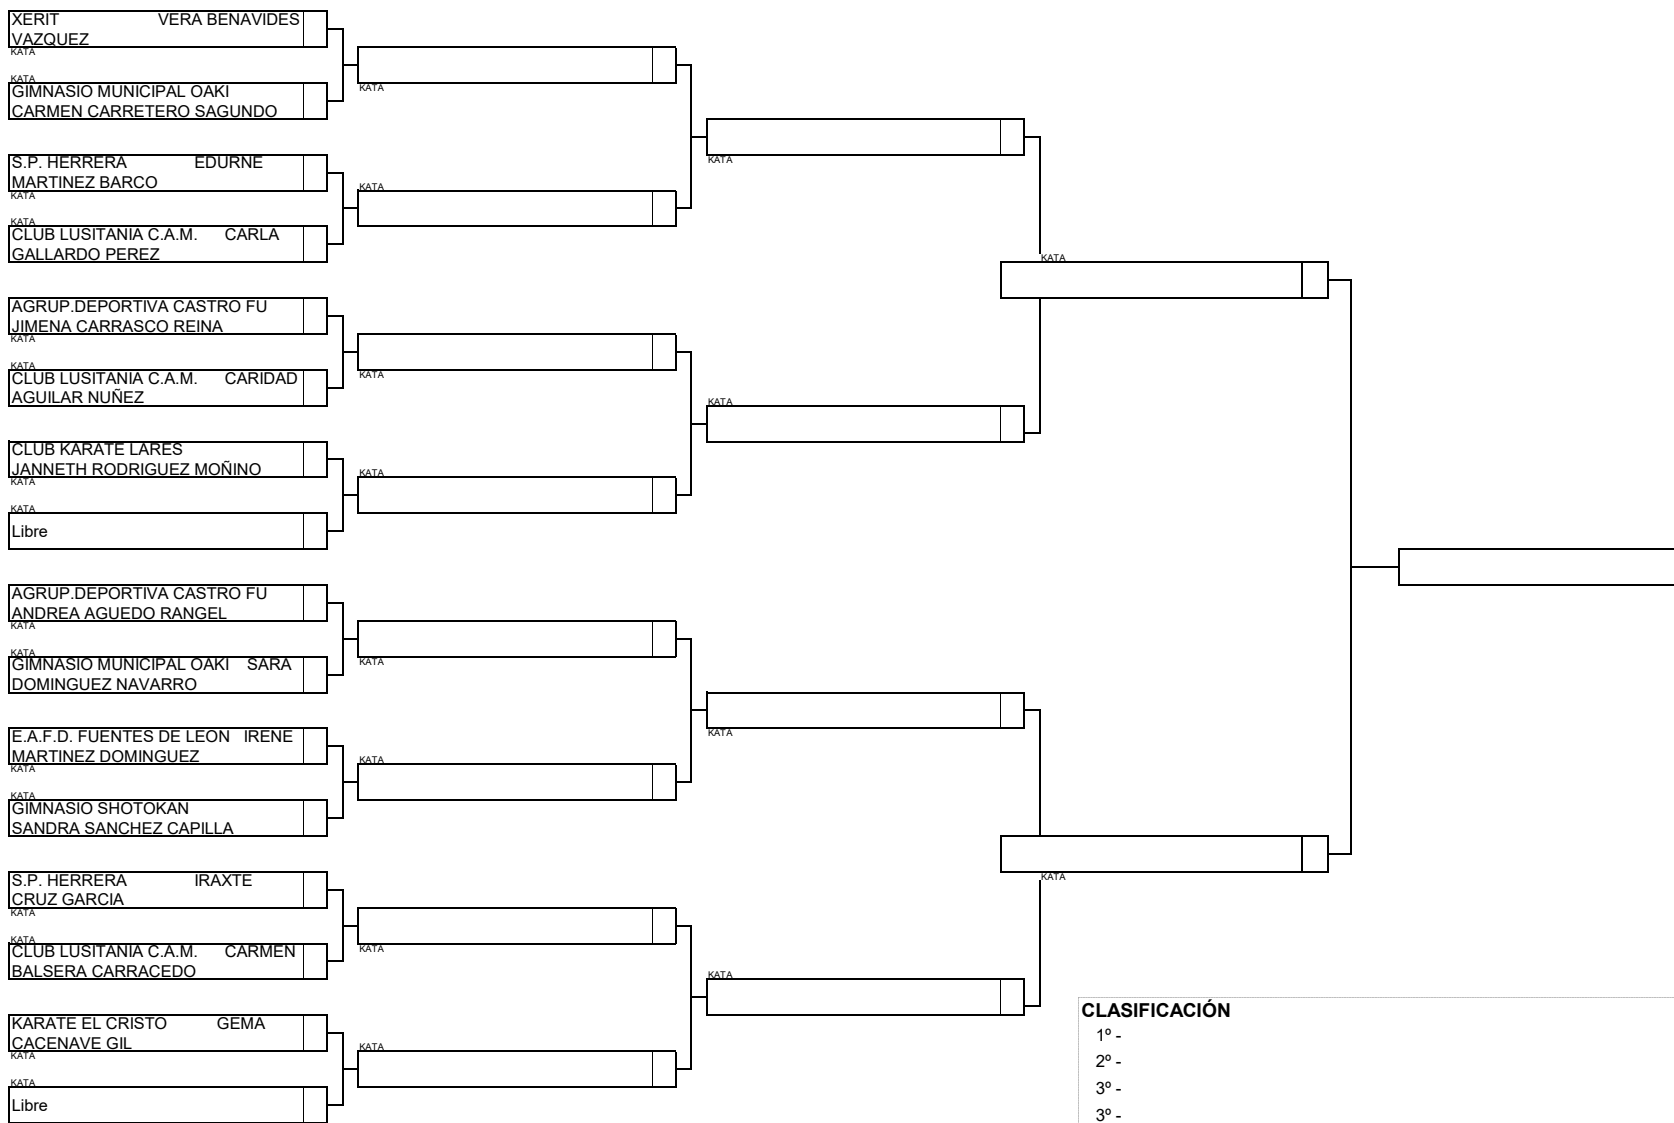 XERIT VERA BENAVIDES
VAZQUEZ
KATA
KATA
GIMNASIO MUNICIPAL OAKI
CARMEN CARRETERO SAGUNDO
S.P. HERRERA EDURNE
MARTINEZ BARCO
KATA
KATA
CLUB LUSITANIA C.A.M. CARLA
GALLARDO PEREZ
AGRUP.DEPORTIVA CASTRO FU
JIMENA CARRASCO REINA
KATA
KATA
CLUB LUSITANIA C.A.M. CARIDAD
AGUILAR NUÑEZ
CLUB KARATE LARES
JANNETH RODRIGUEZ MOÑINO
KATA
KATA
Libre
AGRUP.DEPORTIVA CASTRO FU
ANDREA AGUEDO RANGEL
KATA
KATA
GIMNASIO MUNICIPAL OAKI SARA
DOMINGUEZ NAVARRO
E.A.F.D. FUENTES DE LEON IRENE
MARTINEZ DOMINGUEZ
KATA
KATA
GIMNASIO SHOTOKAN
SANDRA SANCHEZ CAPILLA
S.P. HERRERA IRAXTE
CRUZ GARCIA
KATA
KATA
CLUB LUSITANIA C.A.M. CARMEN
BALSERA CARRACEDO
KARATE EL CRISTO GEMA
CACENAVE GIL
KATA
KATA
Libre
KATA
KATA
KATA
KATA
KATA
KATA
KATA
KATA
KATA
KATA
KATA
KATA
KATA
KATA
CLASIFICACIÓN
1º -
2º -
3º -
3º -